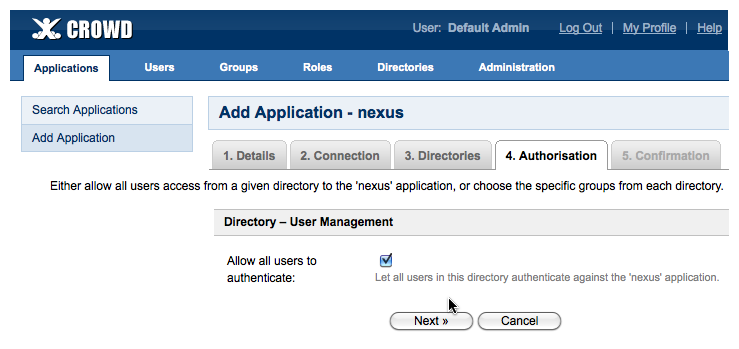 CROWD
User: Default Admin Log Out | My Profile | Help
Applications Users Groups Roles Directories Administration
Search Applications
Add Application
Add Application - nexus
1. Details 2. Connection 3. Directories 4. Authorisation 5. Confirmation
Either allow all users access from a given directory to the 'nexus' application, or choose the specific groups from each directory.
Directory – User Management
Allow all users to
authenticate:
Let all users in this directory authenticate against the 'nexus' application.
Next » Cancel